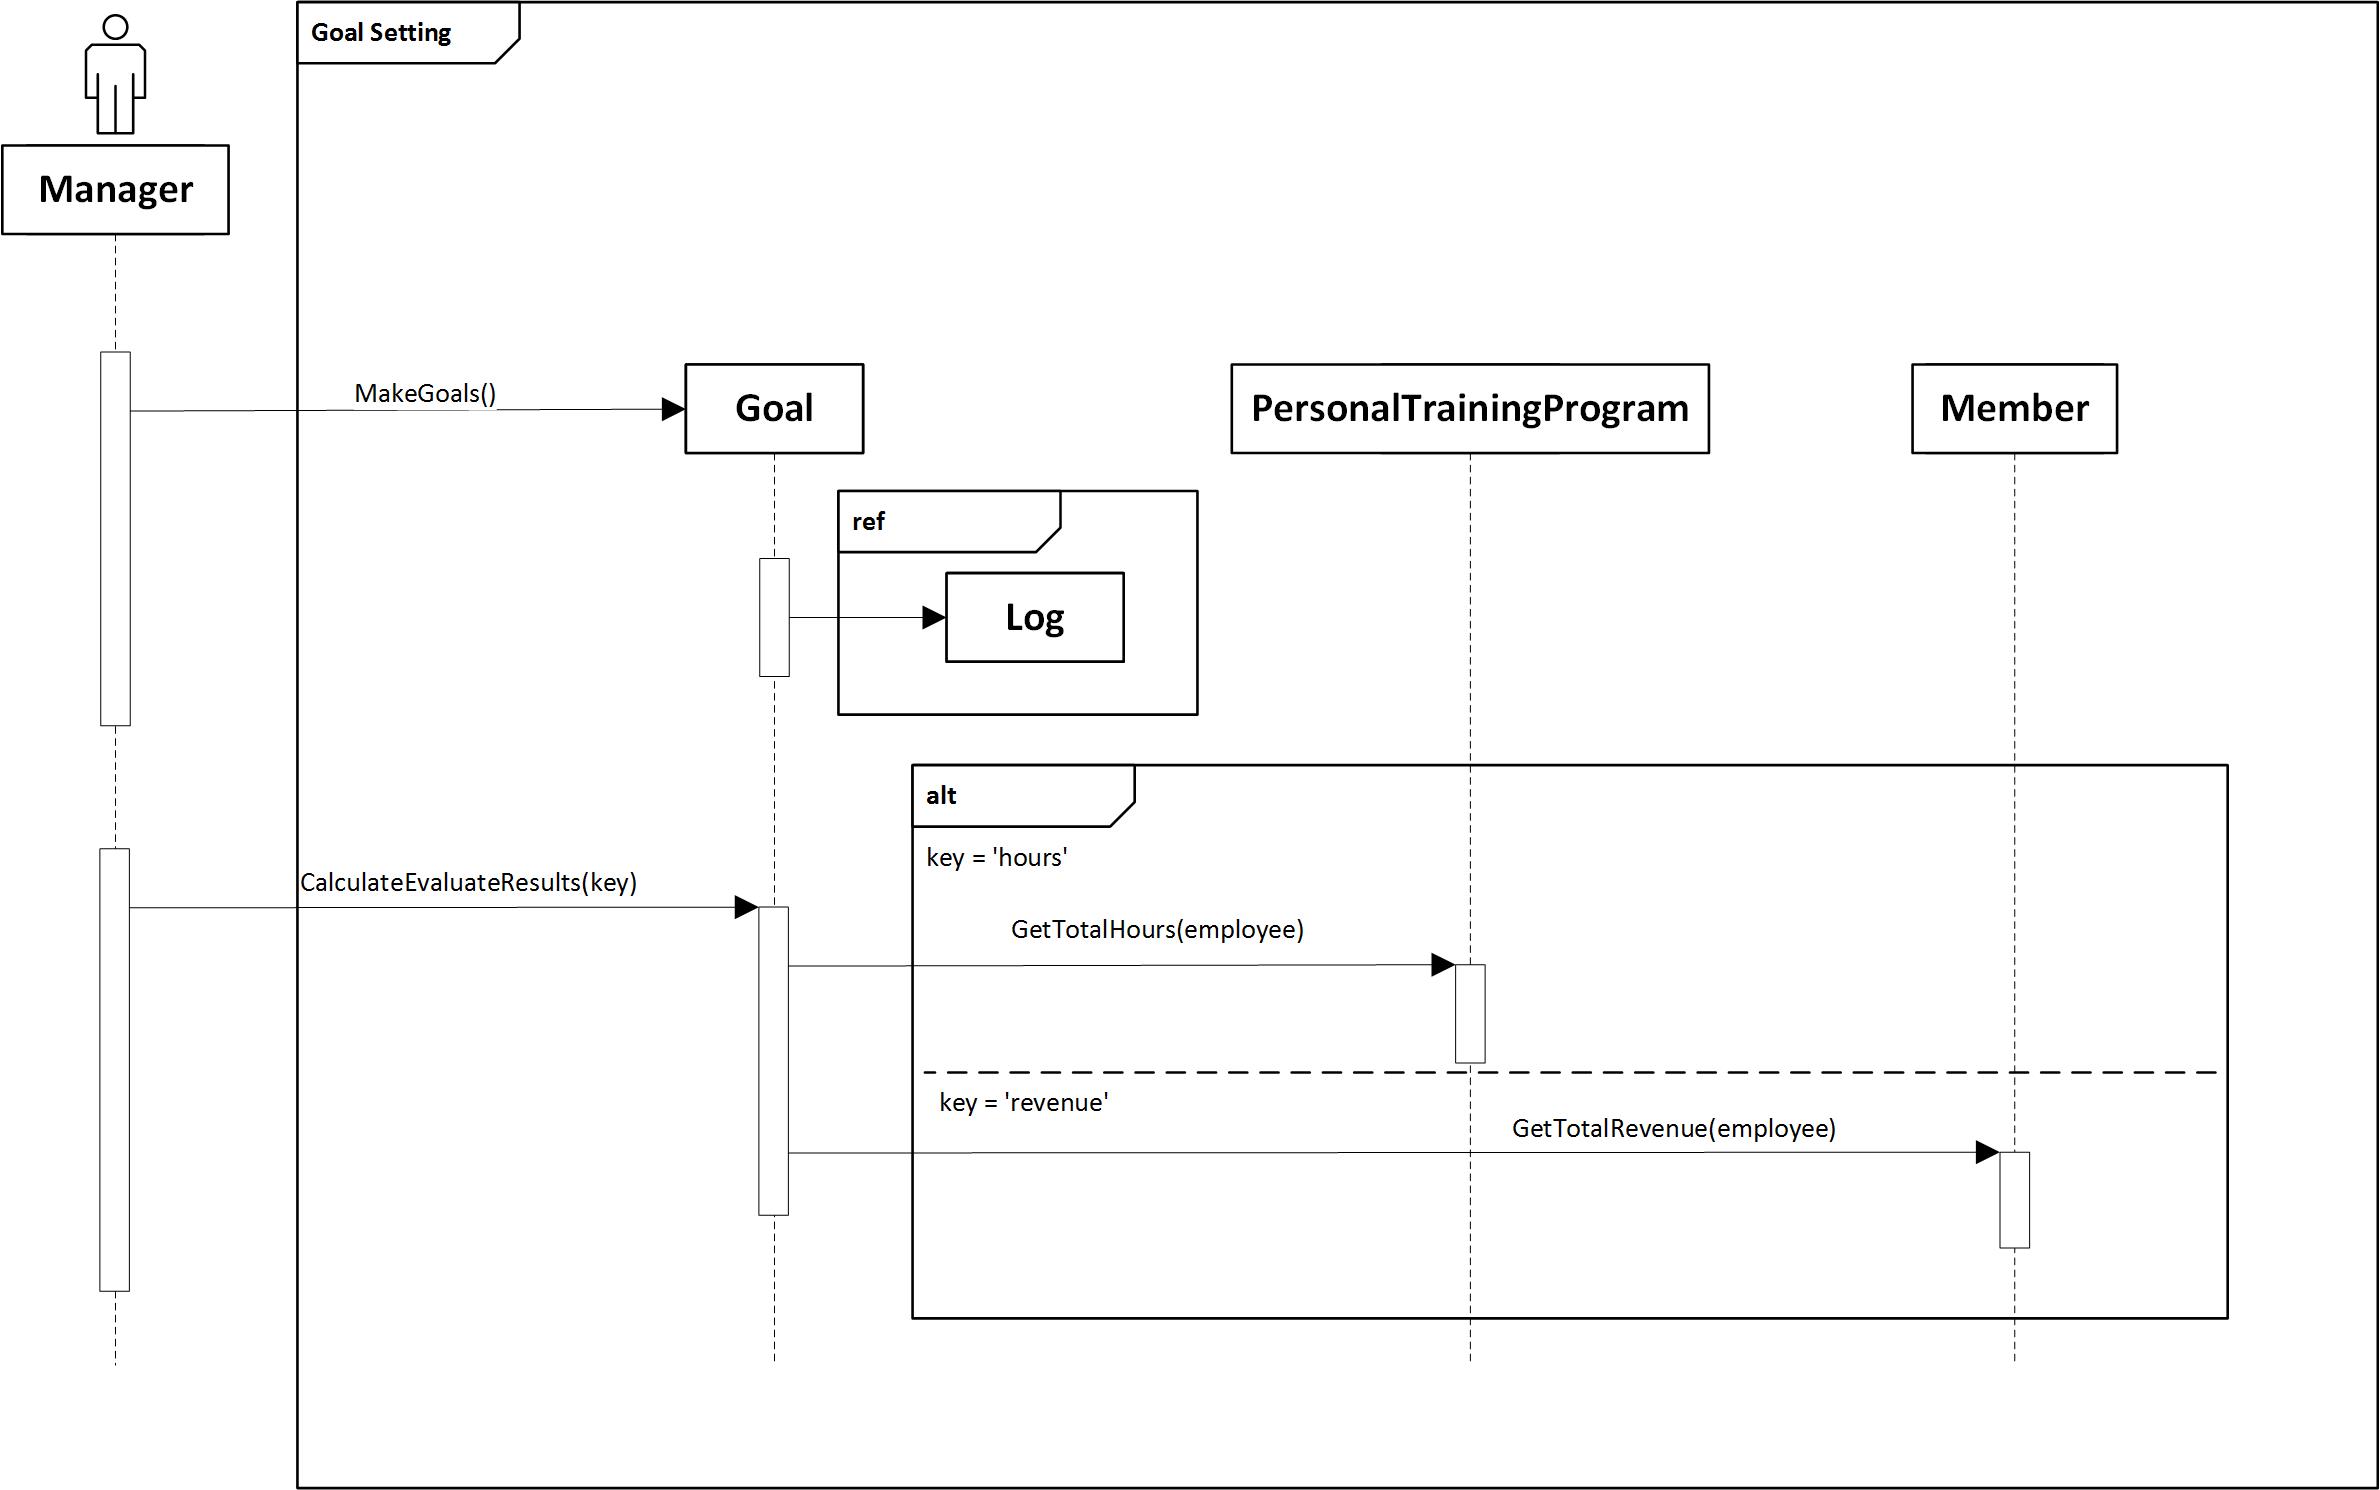 Goal Setting
Manager
MakeGoals()
Goal
PersonalTrainingProgram
Member
ref
Log
alt
key = 'hours'
CalculateEvaluateResults(key)
GetTotalHours(employee)
key = 'revenue'
GetTotalRevenue(employee)